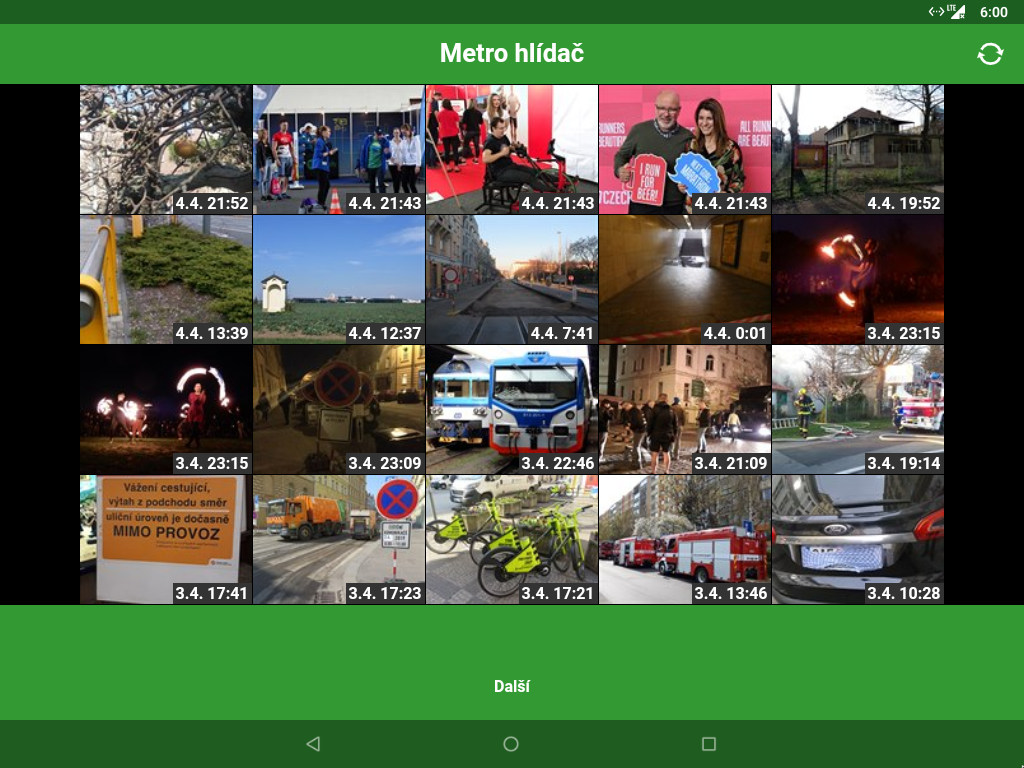 LTE 6:00
Metro hlídač
I RUN
FOR
BEER!
ALL RUNN
ARE BEAUT
4.4. 21:52
4.4. 21:43
4.4. 21:43
4.4. 21:43
4.4. 19:52
4.4. 13:39
4.4. 12:37
4.4. 7:41
4.4. 0:01
3.4. 23:15
3.4. 23:15
3.4. 23:09
3.4. 22:46
3.4. 21:09
3.4. 19:14
Vážení cestující,
výtah z podchodu směr
uliční úroveň je dočasně
MIMO PROVOZ
3.4. 17:41
3.4. 17:23
3.4. 17:21
3.4. 13:46
3.4. 10:28
Další